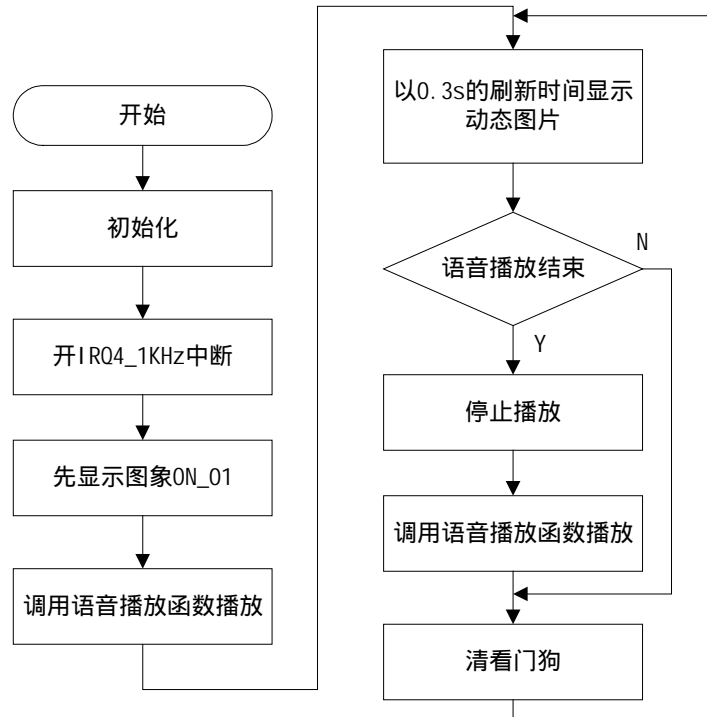 开始
初始化
开IRQ4_1KHz中断
先显示图象ON_01
调用语音播放函数播放
以0.3s的刷新时间显示
动态图片
语音播放结束
N
Y
停止播放
调用语音播放函数播放
清看门狗